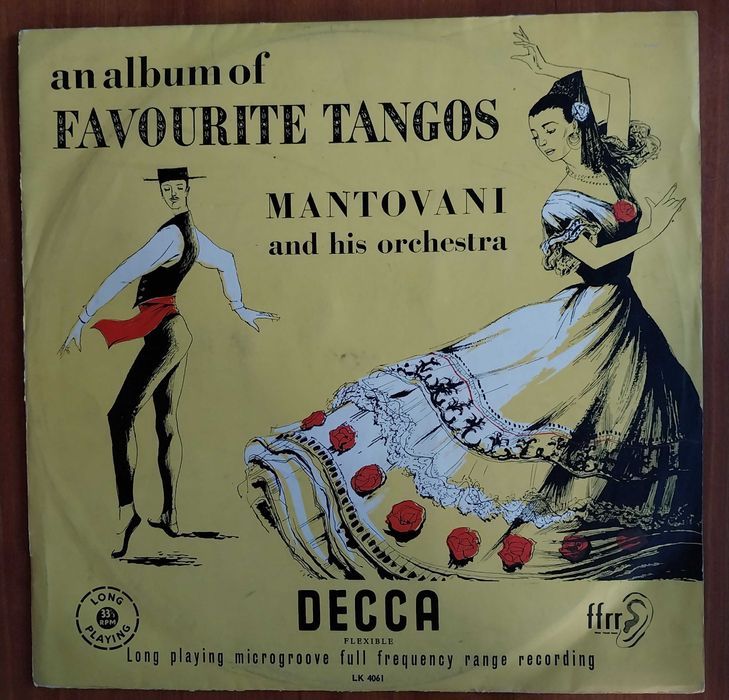 an album of
FAVOURITE TANGOS
MANTOVANI
and his orchestra
LONG
33⅓
RPM
PLAYING
DECCA
FLEXIBLE
ffrr
Long playing microgroove full frequency range recording
LK 4061